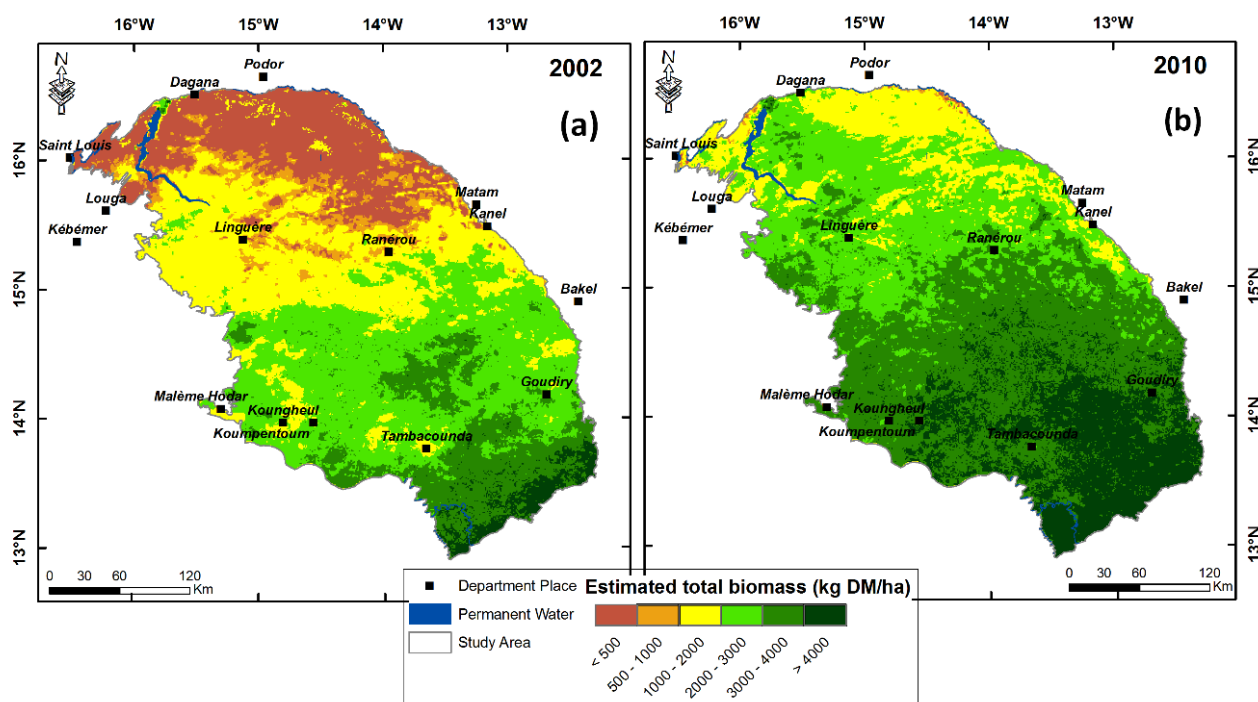 16°W 15°W 14°W 13°W
16°W 15°W 14°W 13°W
N
Podor
2002
Dagana
(a)
Saint Louis
16°N
Louga
Matam
Kanel
Kébémer
Linguère
Ranérou
15°N
Bakel
Goudiry
Malème Hodar
Koungheul
14°N
Koumpentoum
Tambacounda
13°N
0 30 60 120
Km
N
Podor
2010
Dagana
(b)
Saint Louis
16°N
Louga
Matam
Kanel
Kébémer
Linguère
Ranérou
15°N
Bakel
Goudiry
Malème Hodar
Koungheul
14°N
Koumpentoum
Tambacounda
13°N
0 30 60 120
Km
Department Place
Permanent Water
Study Area
Estimated total biomass (kg DM/ha)
< 500
500 - 1000
1000 - 2000
2000 - 3000
3000 - 4000
> 4000